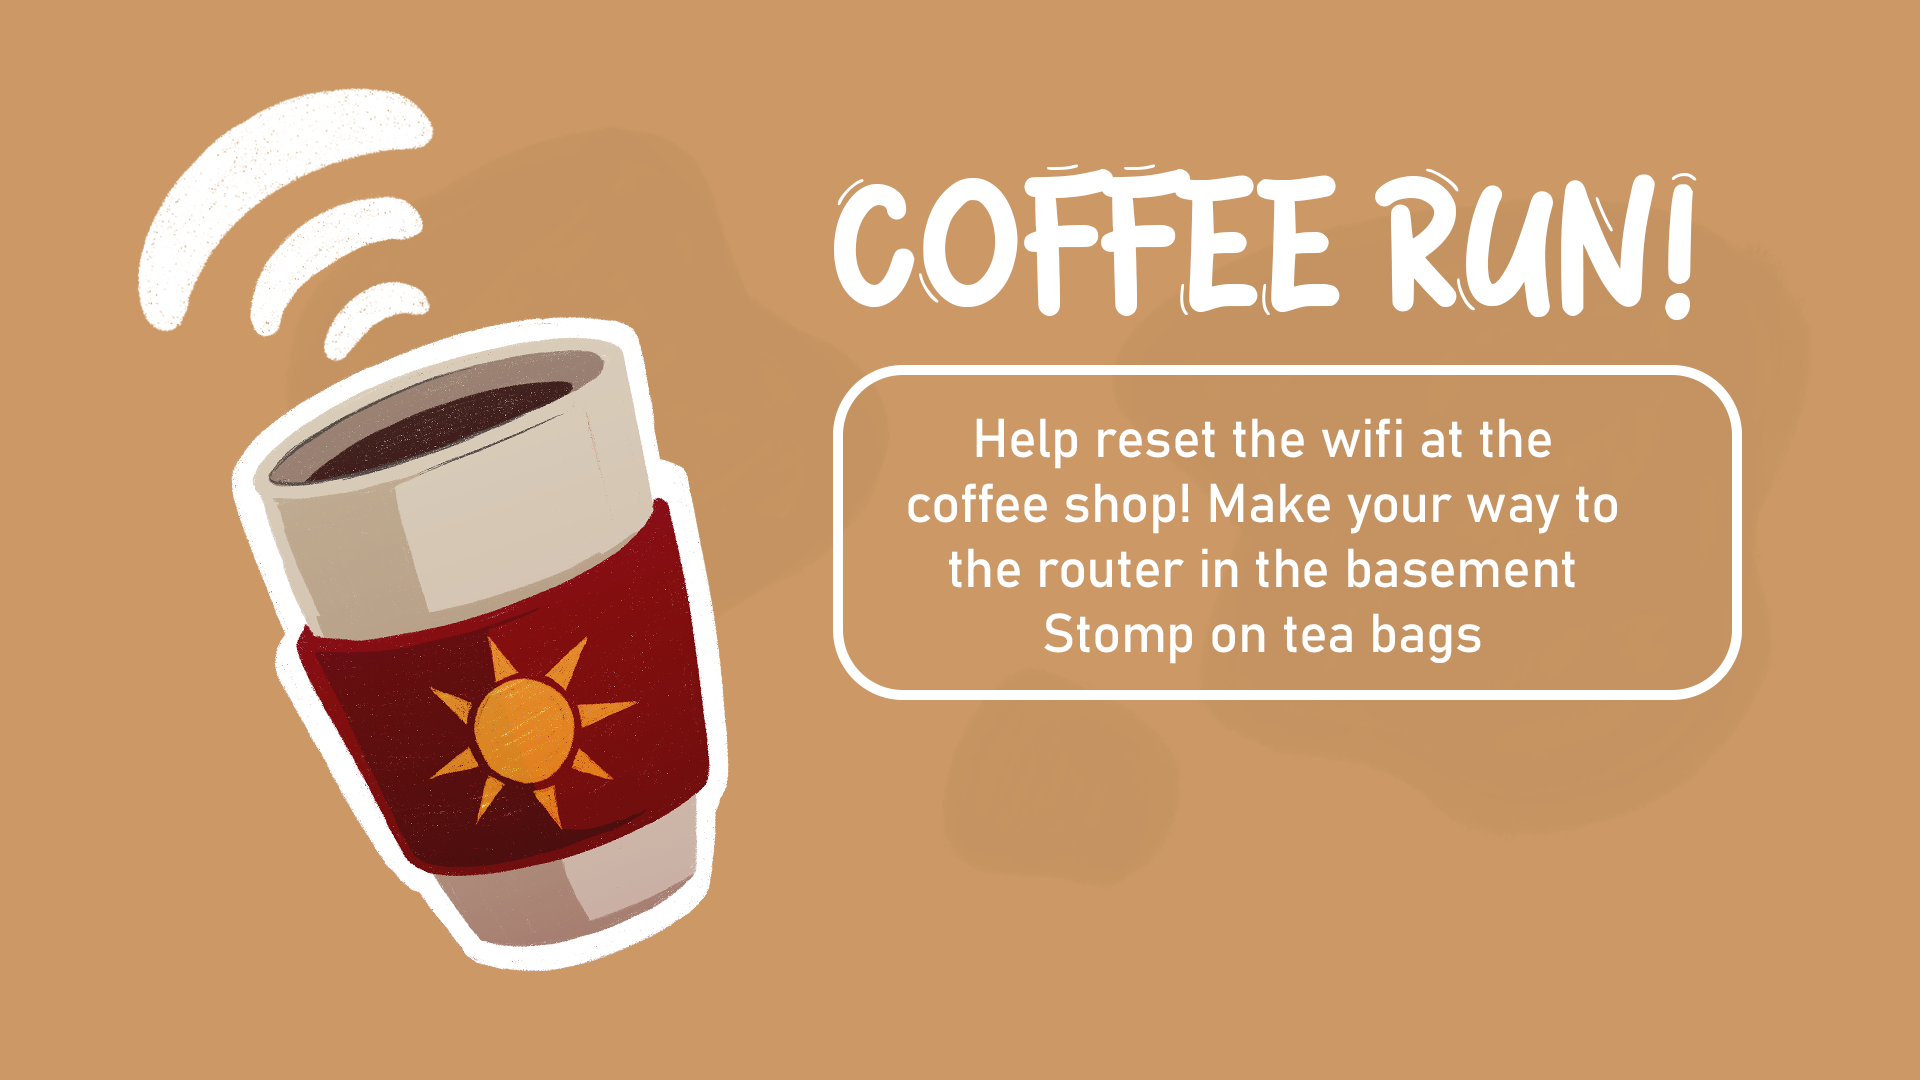 COFFEE RUN!
Help reset the wifi at the
coffee shop! Make your way to
the router in the basement
Stomp on tea bags